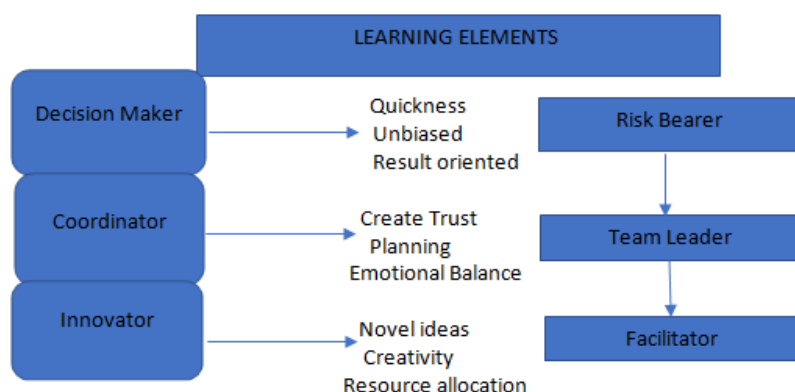 LEARNING ELEMENTS
Decision Maker
Quickness
Unbiased
Result oriented
Risk Bearer
Coordinator
Create Trust
Planning
Emotional Balance
Team Leader
Innovator
Novel ideas
Creativity
Resource allocation
Facilitator